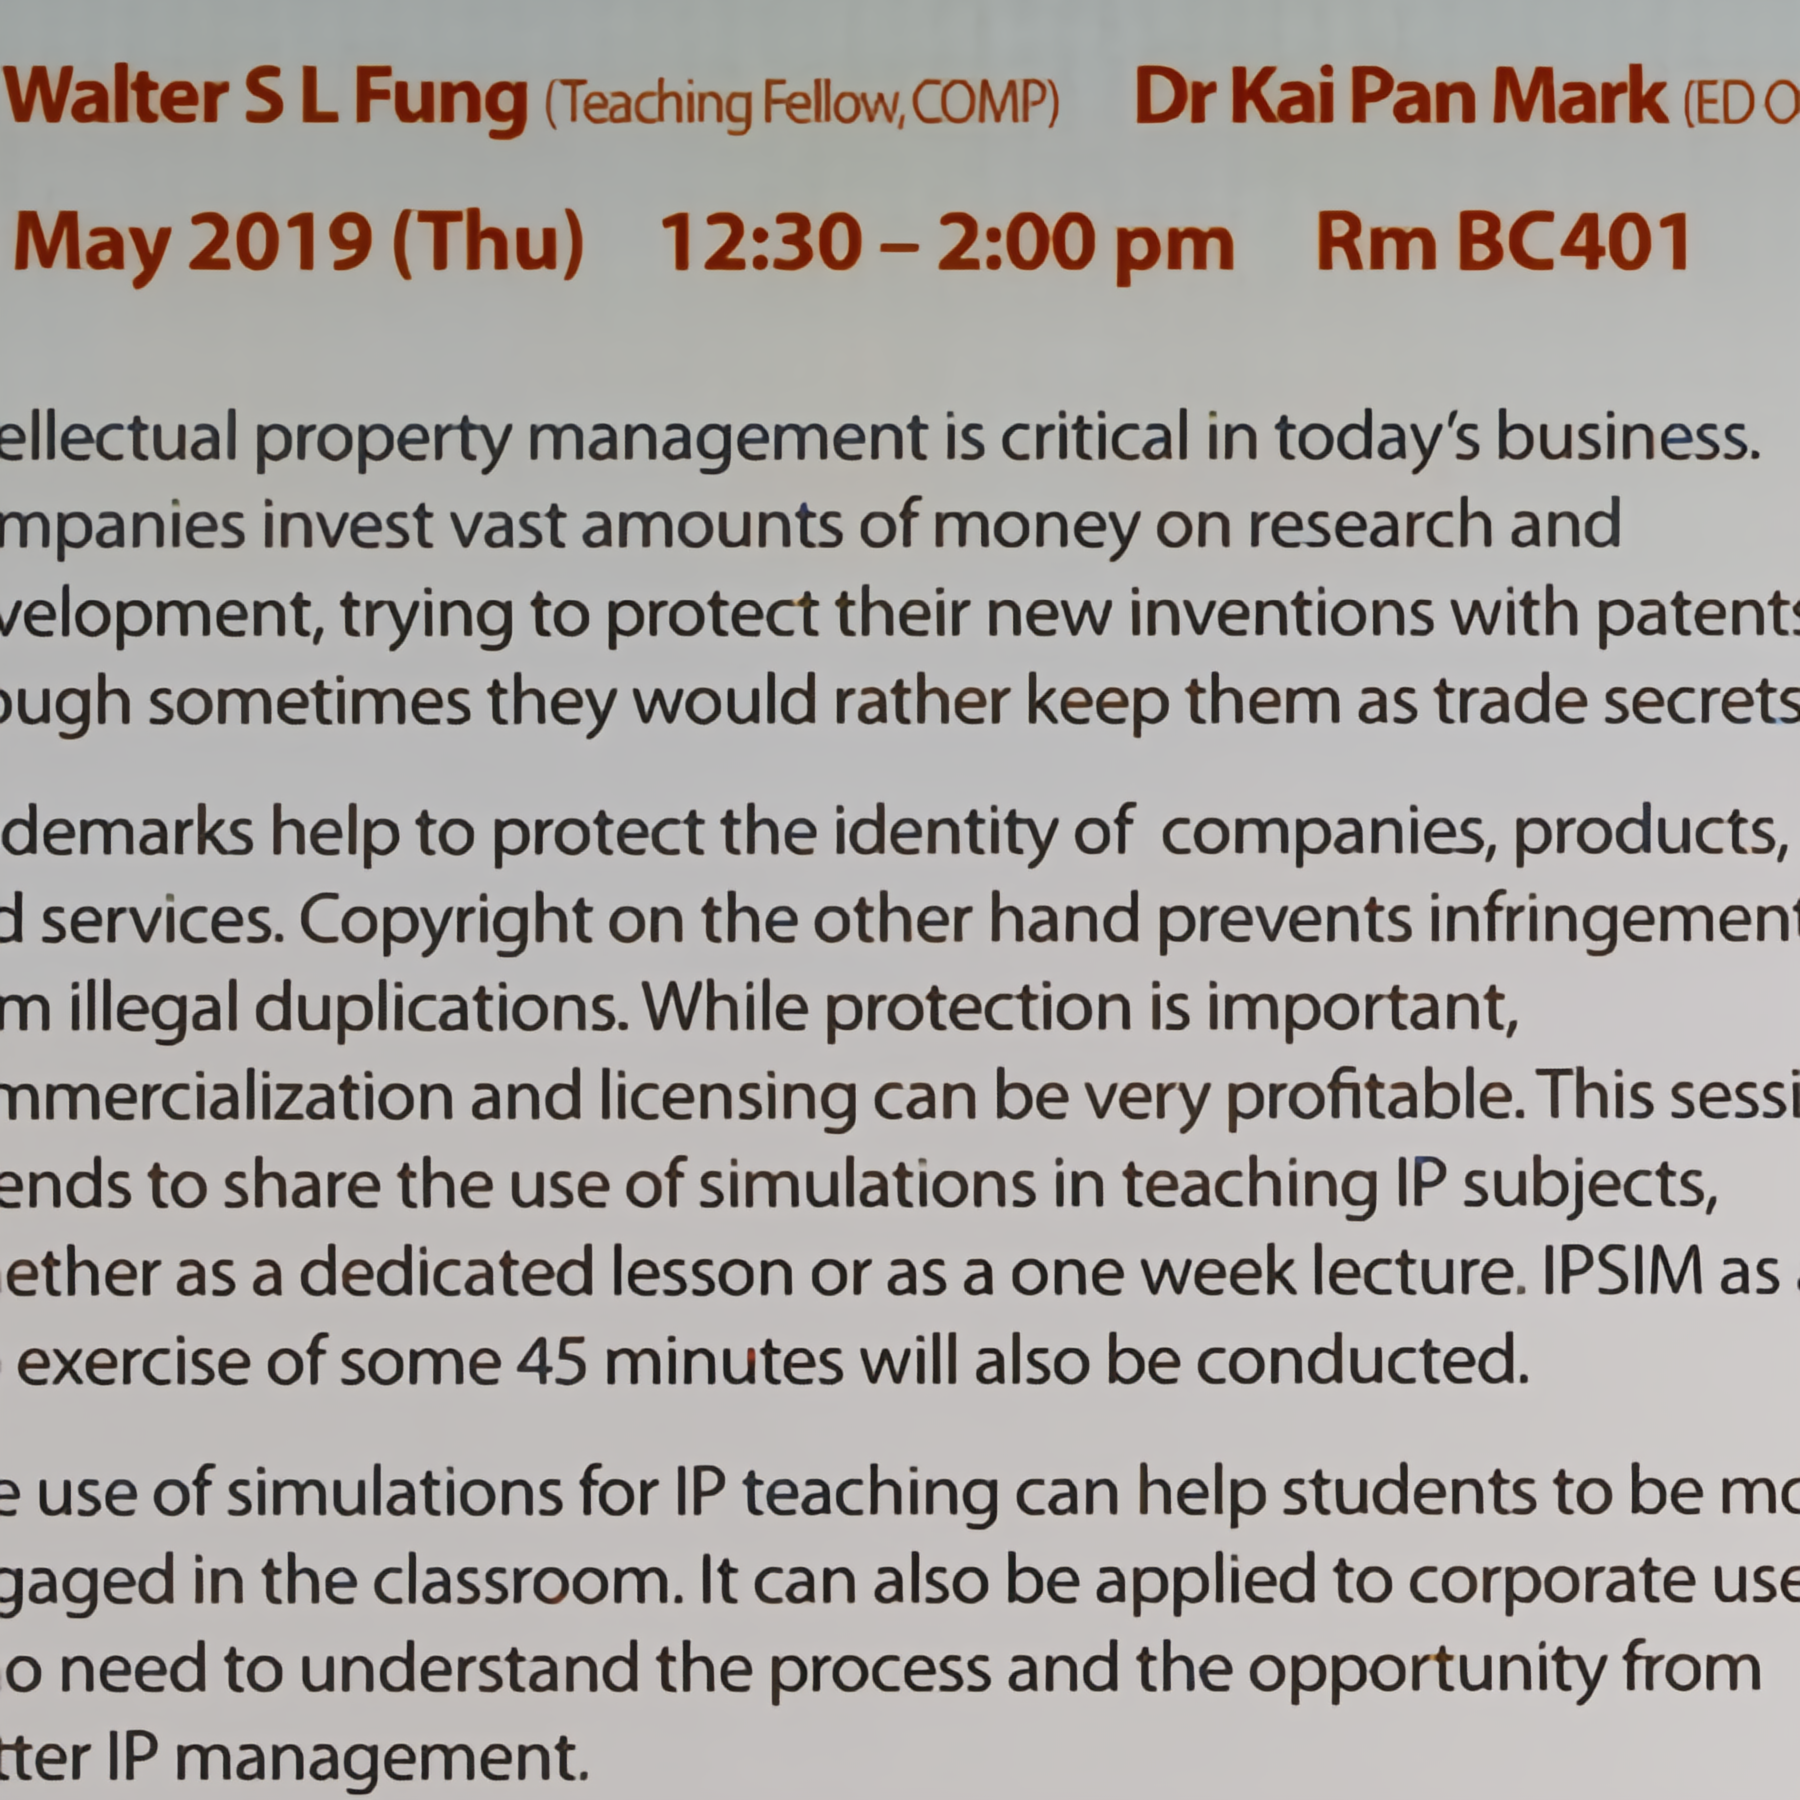 Walter S L Fung (Teaching Fellow, COMP) Dr Kai Pan Mark (ED O
May 2019 (Thu) 12:30 – 2:00 pm Rm BC401
ellectual property management is critical in today's business.
mpanies invest vast amounts of money on research and
velopment, trying to protect their new inventions with patents
ough sometimes they would rather keep them as trade secrets
demarks help to protect the identity of companies, products,
d services. Copyright on the other hand prevents infringement
m illegal duplications. While protection is important,
mmercialization and licensing can be very profitable. This sessi
ends to share the use of simulations in teaching IP subjects,
ether as a dedicated lesson or as a one week lecture. IPSIM as a
exercise of some 45 minutes will also be conducted.
e use of simulations for IP teaching can help students to be mo
gaged in the classroom. It can also be applied to corporate use
o need to understand the process and the opportunity from
tter IP management.